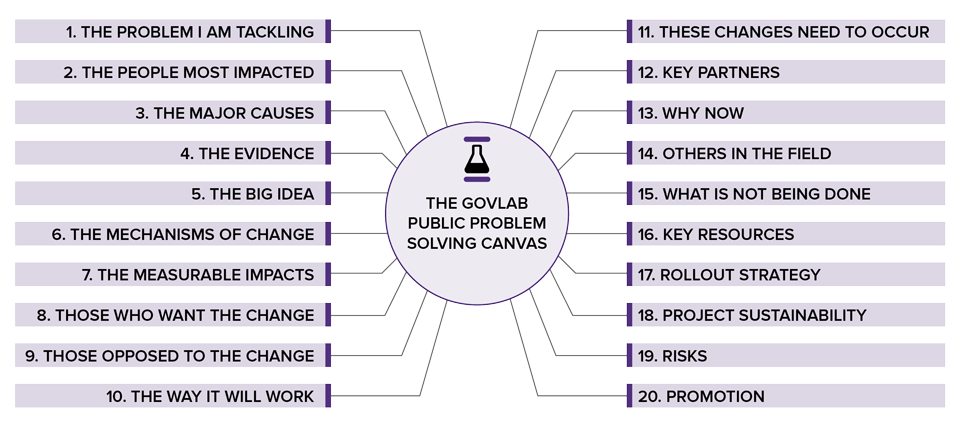 1. THE PROBLEM I AM TACKLING
2. THE PEOPLE MOST IMPACTED
3. THE MAJOR CAUSES
4. THE EVIDENCE
5. THE BIG IDEA
6. THE MECHANISMS OF CHANGE
7. THE MEASURABLE IMPACTS
8. THOSE WHO WANT THE CHANGE
9. THOSE OPPOSED TO THE CHANGE
10. THE WAY IT WILL WORK
THE GOVLAB
PUBLIC PROBLEM
SOLVING CANVAS
11. THESE CHANGES NEED TO OCCUR
12. KEY PARTNERS
13. WHY NOW
14. OTHERS IN THE FIELD
15. WHAT IS NOT BEING DONE
16. KEY RESOURCES
17. ROLLOUT STRATEGY
18. PROJECT SUSTAINABILITY
19. RISKS
20. PROMOTION